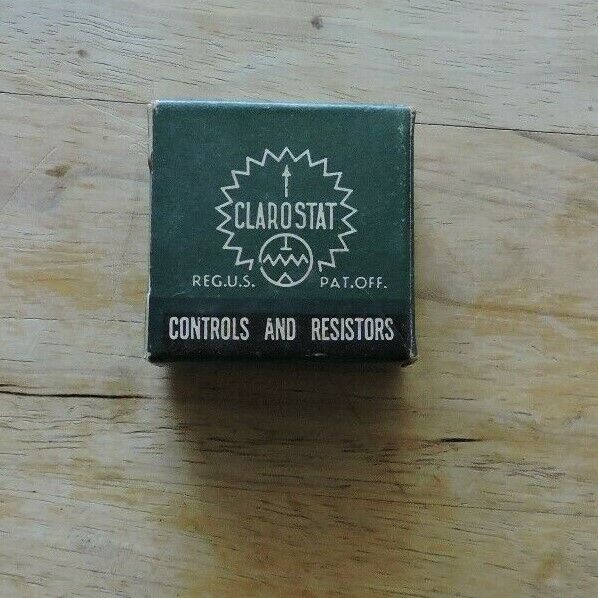 CLAROSTAT
REG.U.S. PAT.OFF.
CONTROLS AND RESISTORS